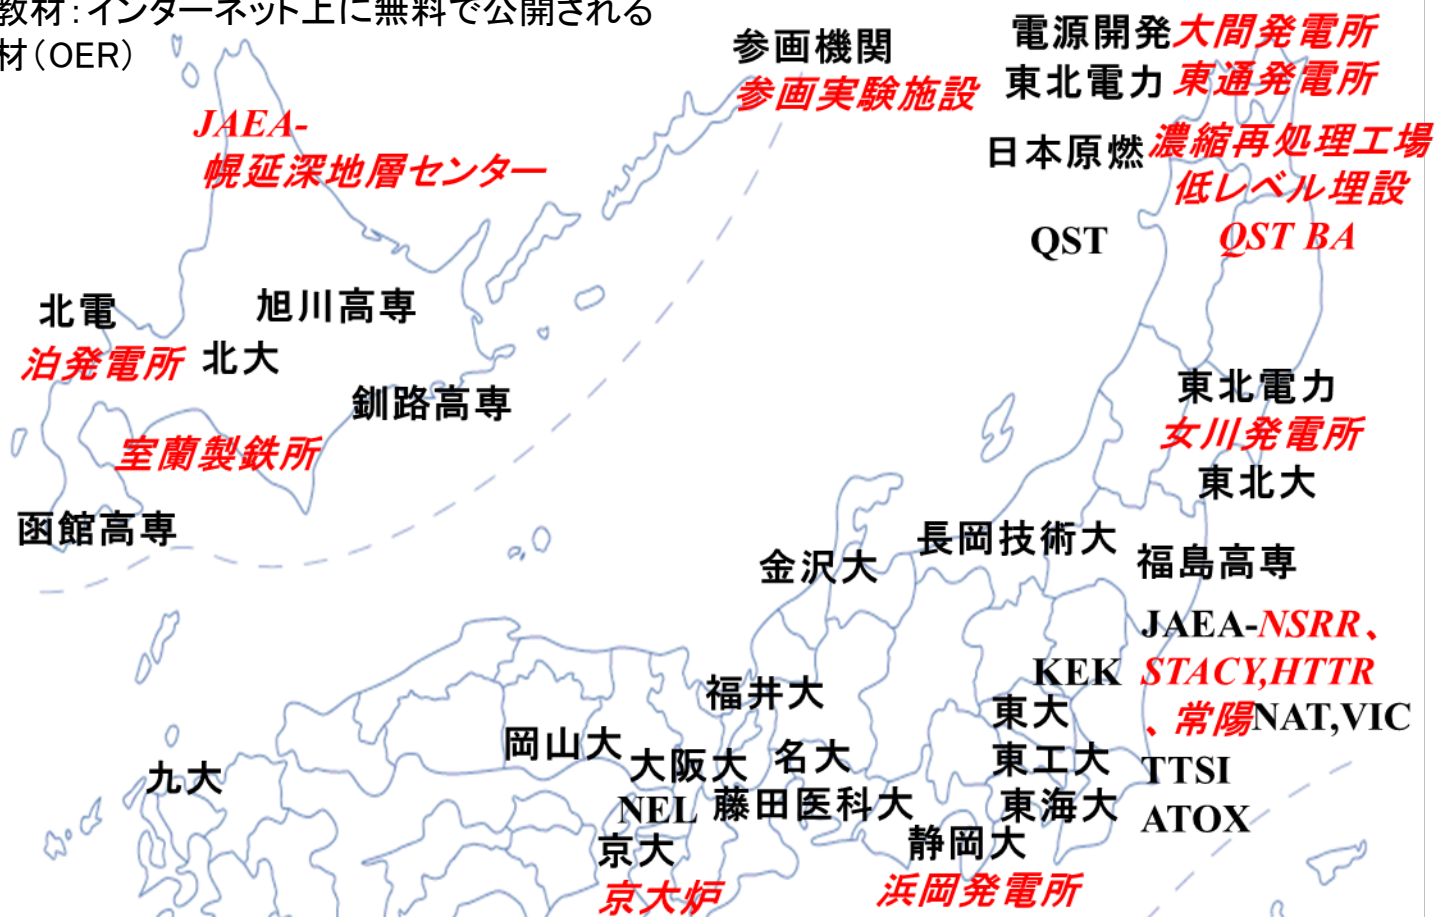 教材：インターネット上に無料で公開される
材（OER）
参画機関
参画実験施設
電源開発大間発電所
東北電力 東通発電所
日本原燃濃縮再処理工場
低レベル埋設
QST QST BA
JAEA-
幌延深地層センター
北電
泊発電所
旭川高専
北大
釧路高専
室蘭製鉄所
函館高専
東北電力
女川発電所
東北大
長岡技術大
金沢大
福島高専
JAEA-NSRR、
KEK STACY,HTTR
、常陽NAT,VIC
福井大
東大
岡山大
大阪大
名大
東工大
TTSI
九大
NEL
藤田医科大
東海大
ATOX
京大
京大炉
静岡大
浜岡発電所